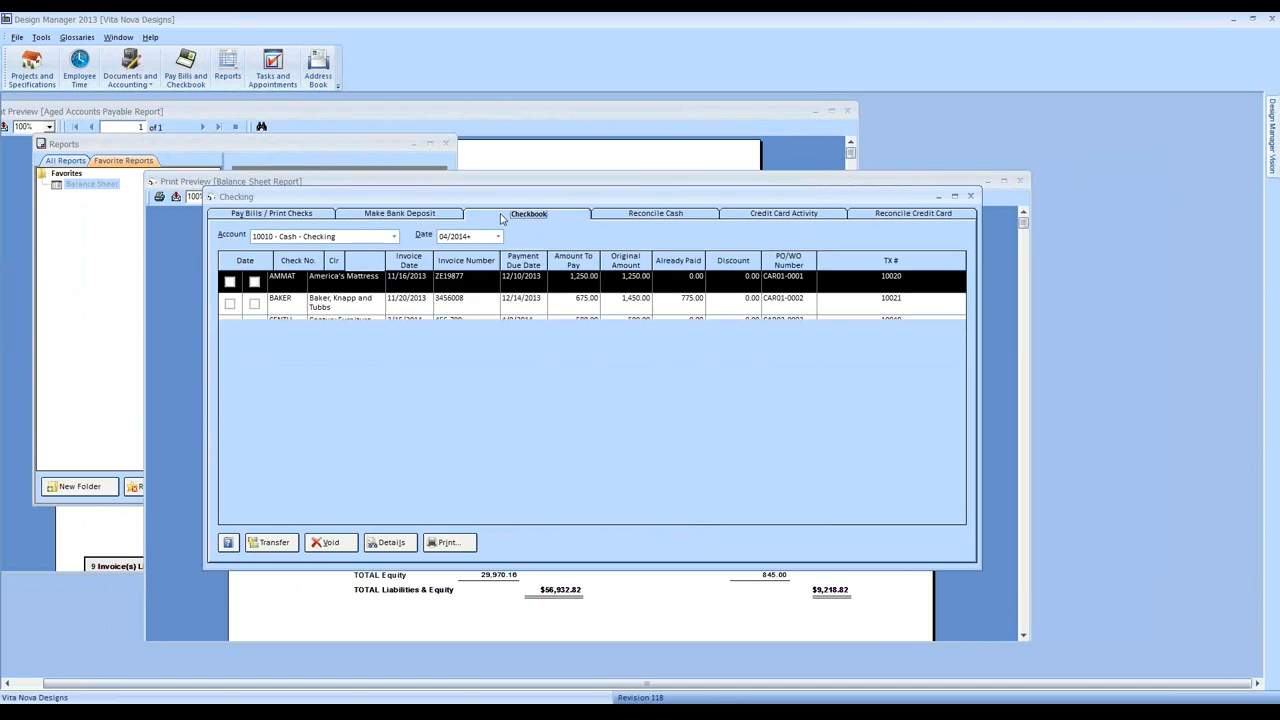 Design Manager 2013 [Vita Nova Designs]
File Tools Glossaries Window Help
Projects and Specifications
Employee Time
Documents and Accounting
Pay Bills and Checkbook
Reports
Tasks and Appointments
Address Book
Design Manager Vision
t Preview [Aged Accounts Payable Report]
100% 1 of 1
Reports
All Reports Favorite Reports
Favorites
Balance Sheet
New Folder R
9 Invoice(s) Li
Print Preview [Balance Sheet Report]
100
Checking
Pay Bills / Print Checks Make Bank Deposit Checkbook Reconcile Cash Credit Card Activity Reconcile Credit Card
Account 10010 - Cash - Checking Date 04/2014+
Date Check No. Clr Invoice Date Invoice Number Payment Due Date Amount To Pay Original Amount Already Paid Discount PO/WO Number TX #
AMMAT America's Mattress 11/16/2013 ZE19877 12/10/2013 1,250.00 1,250.00 0.00 0.00 CAR01-0001 10020
BAKER Baker, Knapp and Tubbs 11/20/2013 3456008 12/14/2013 675.00 1,450.00 775.00 0.00 CAR01-0002 10021
Transfer Void Details Print...
TOTAL Equity 29,970.16 845.00
TOTAL Liabilities & Equity $56,932.82 $9,218.82
Vita Nova Designs Revision 118